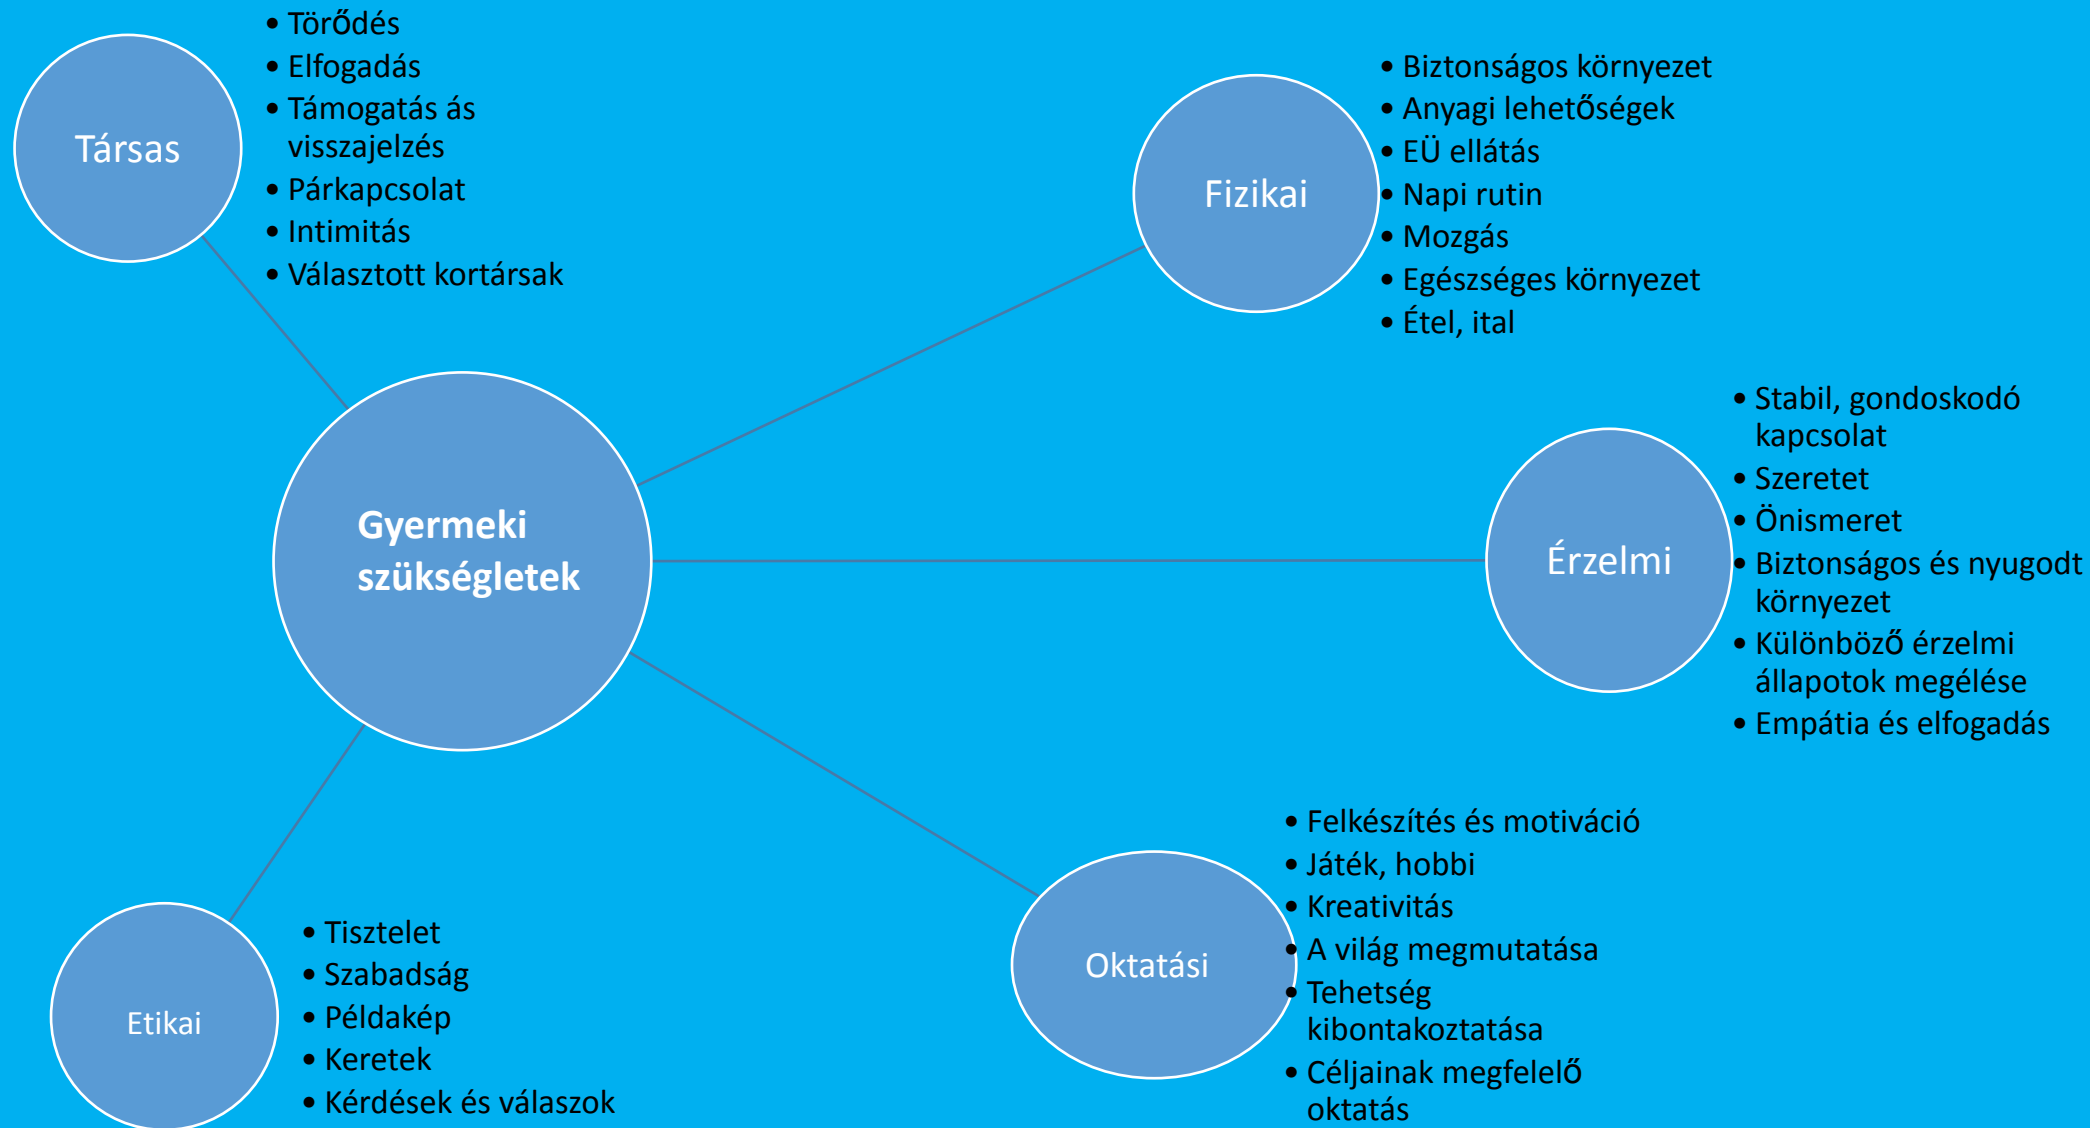 Társas
• Törődés
• Elfogadás
• Támogatás ás
visszajelzés
• Párkapcsolat
• Intimitás
• Választott kortársak
Fizikai
• Biztonságos környezet
• Anyagi lehetőségek
• EÜ ellátás
• Napi rutin
• Mozgás
• Egészséges környezet
• Étel, ital
Gyermeki
szükségletek
Érzelmi
• Stabil, gondoskodó
kapcsolat
• Szeretet
• Önismeret
• Biztonságos és nyugodt
környezet
• Különböző érzelmi
állapotok megélése
• Empátia és elfogadás
Etikai
• Tisztelet
• Szabadság
• Példakép
• Keretek
• Kérdések és válaszok
Oktatási
• Felkészítés és motiváció
• Játék, hobbi
• Kreativitás
• A világ megmutatása
• Tehetség
kibontakoztatása
• Céljainak megfelelő
oktatás